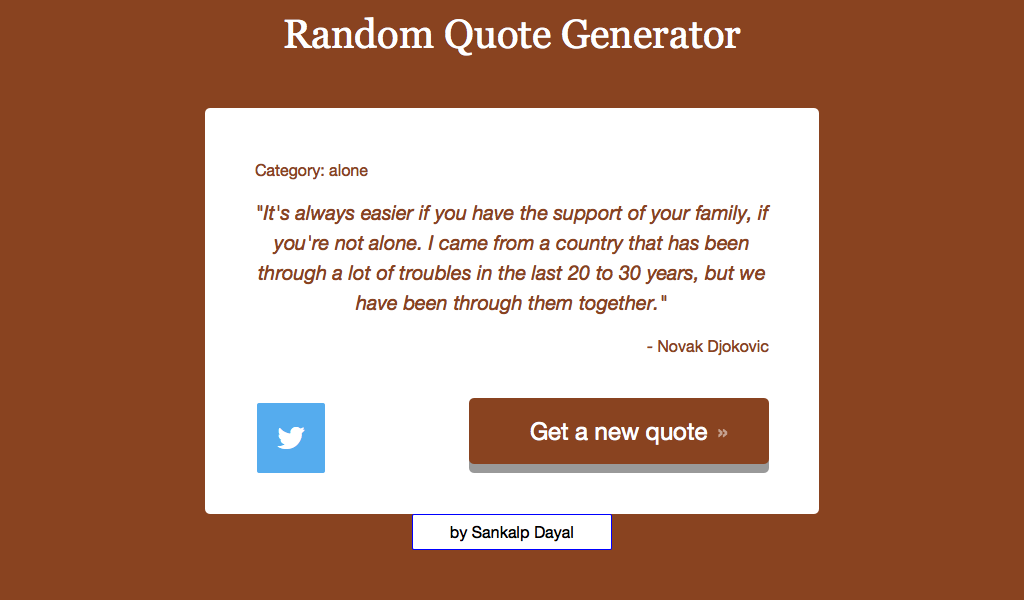 Random Quote Generator
Category: alone
"It's always easier if you have the support of your family, if
you're not alone. I came from a country that has been
through a lot of troubles in the last 20 to 30 years, but we
have been through them together."
- Novak Djokovic
Get a new quote »
by Sankalp Dayal